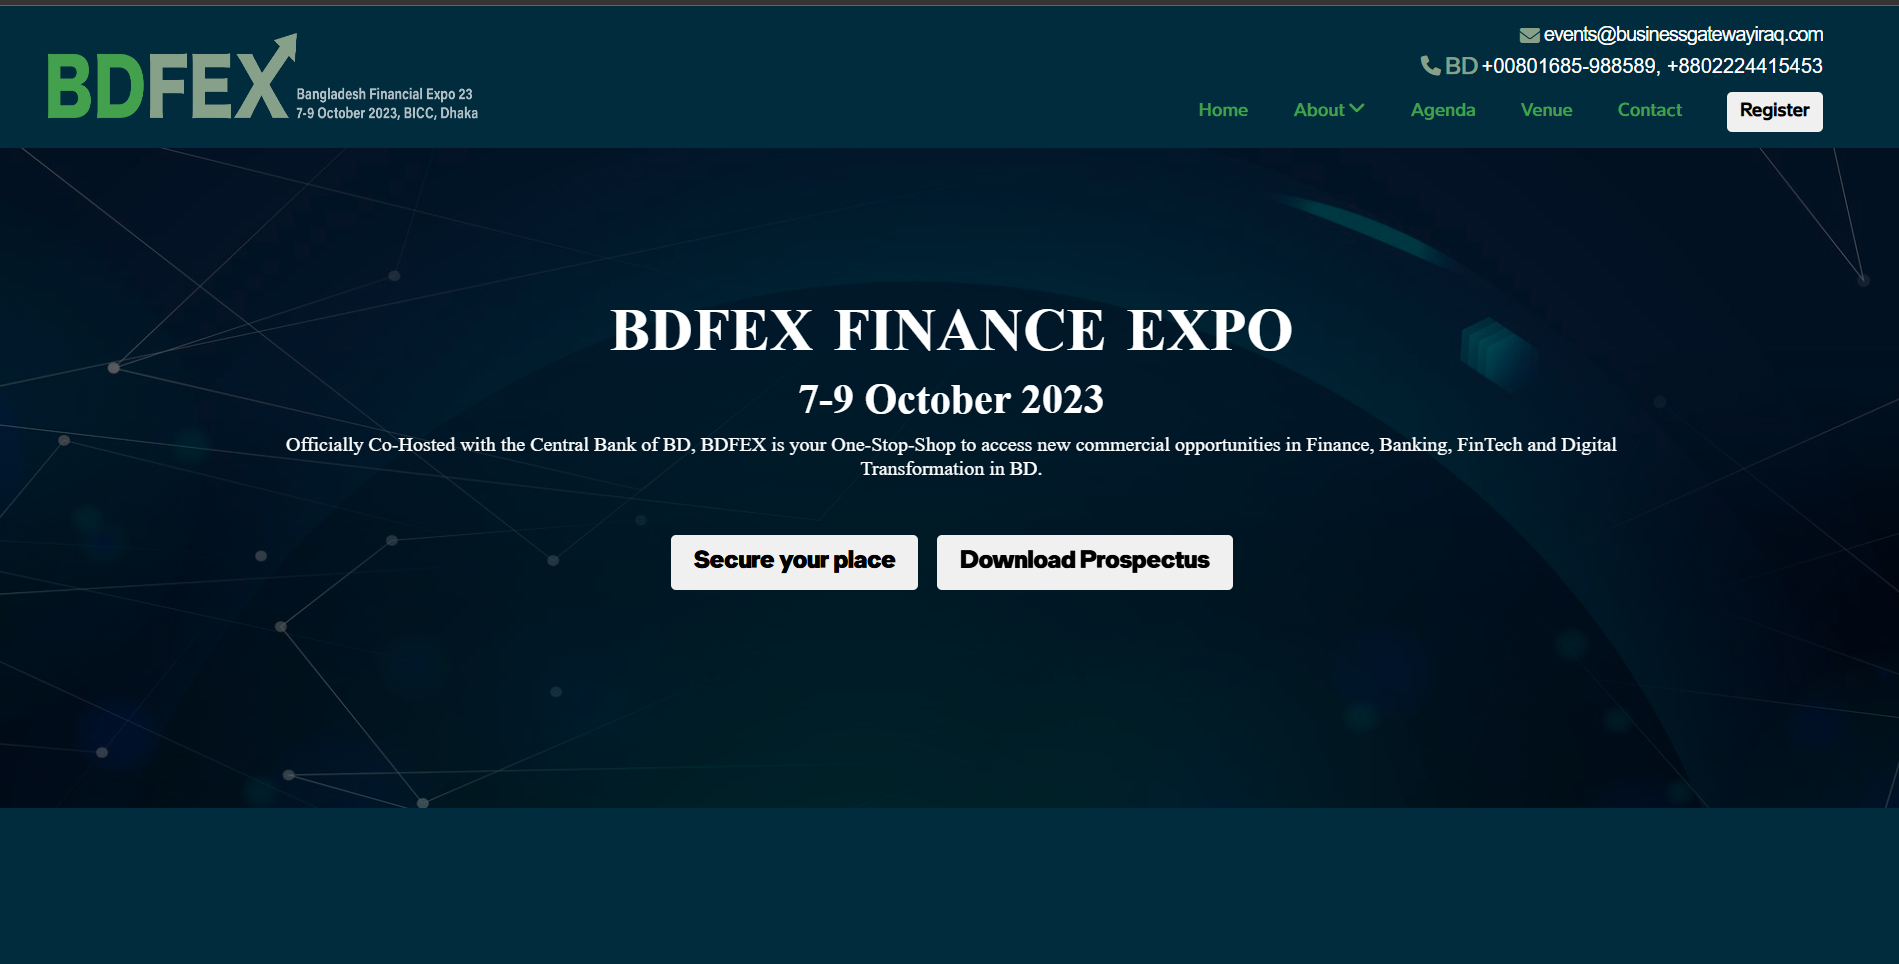 BDFEX
Bangladesh Financial Expo 23
7-9 October 2023, BICC, Dhaka
events@businessgatewayiraq.com
BD +00801685-988589, +8802224415453
Home About Agenda Venue Contact Register
BDFEX FINANCE EXPO
7-9 October 2023
Officially Co-Hosted with the Central Bank of BD, BDFEX is your One-Stop-Shop to access new commercial opportunities in Finance, Banking, FinTech and Digital
Transformation in BD.
Secure your place Download Prospectus